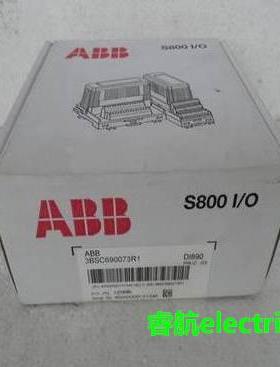 ABB
S800 I/O
ABB
S800 I/O
ABB
3BSC690073R1
DI890
睿航electric